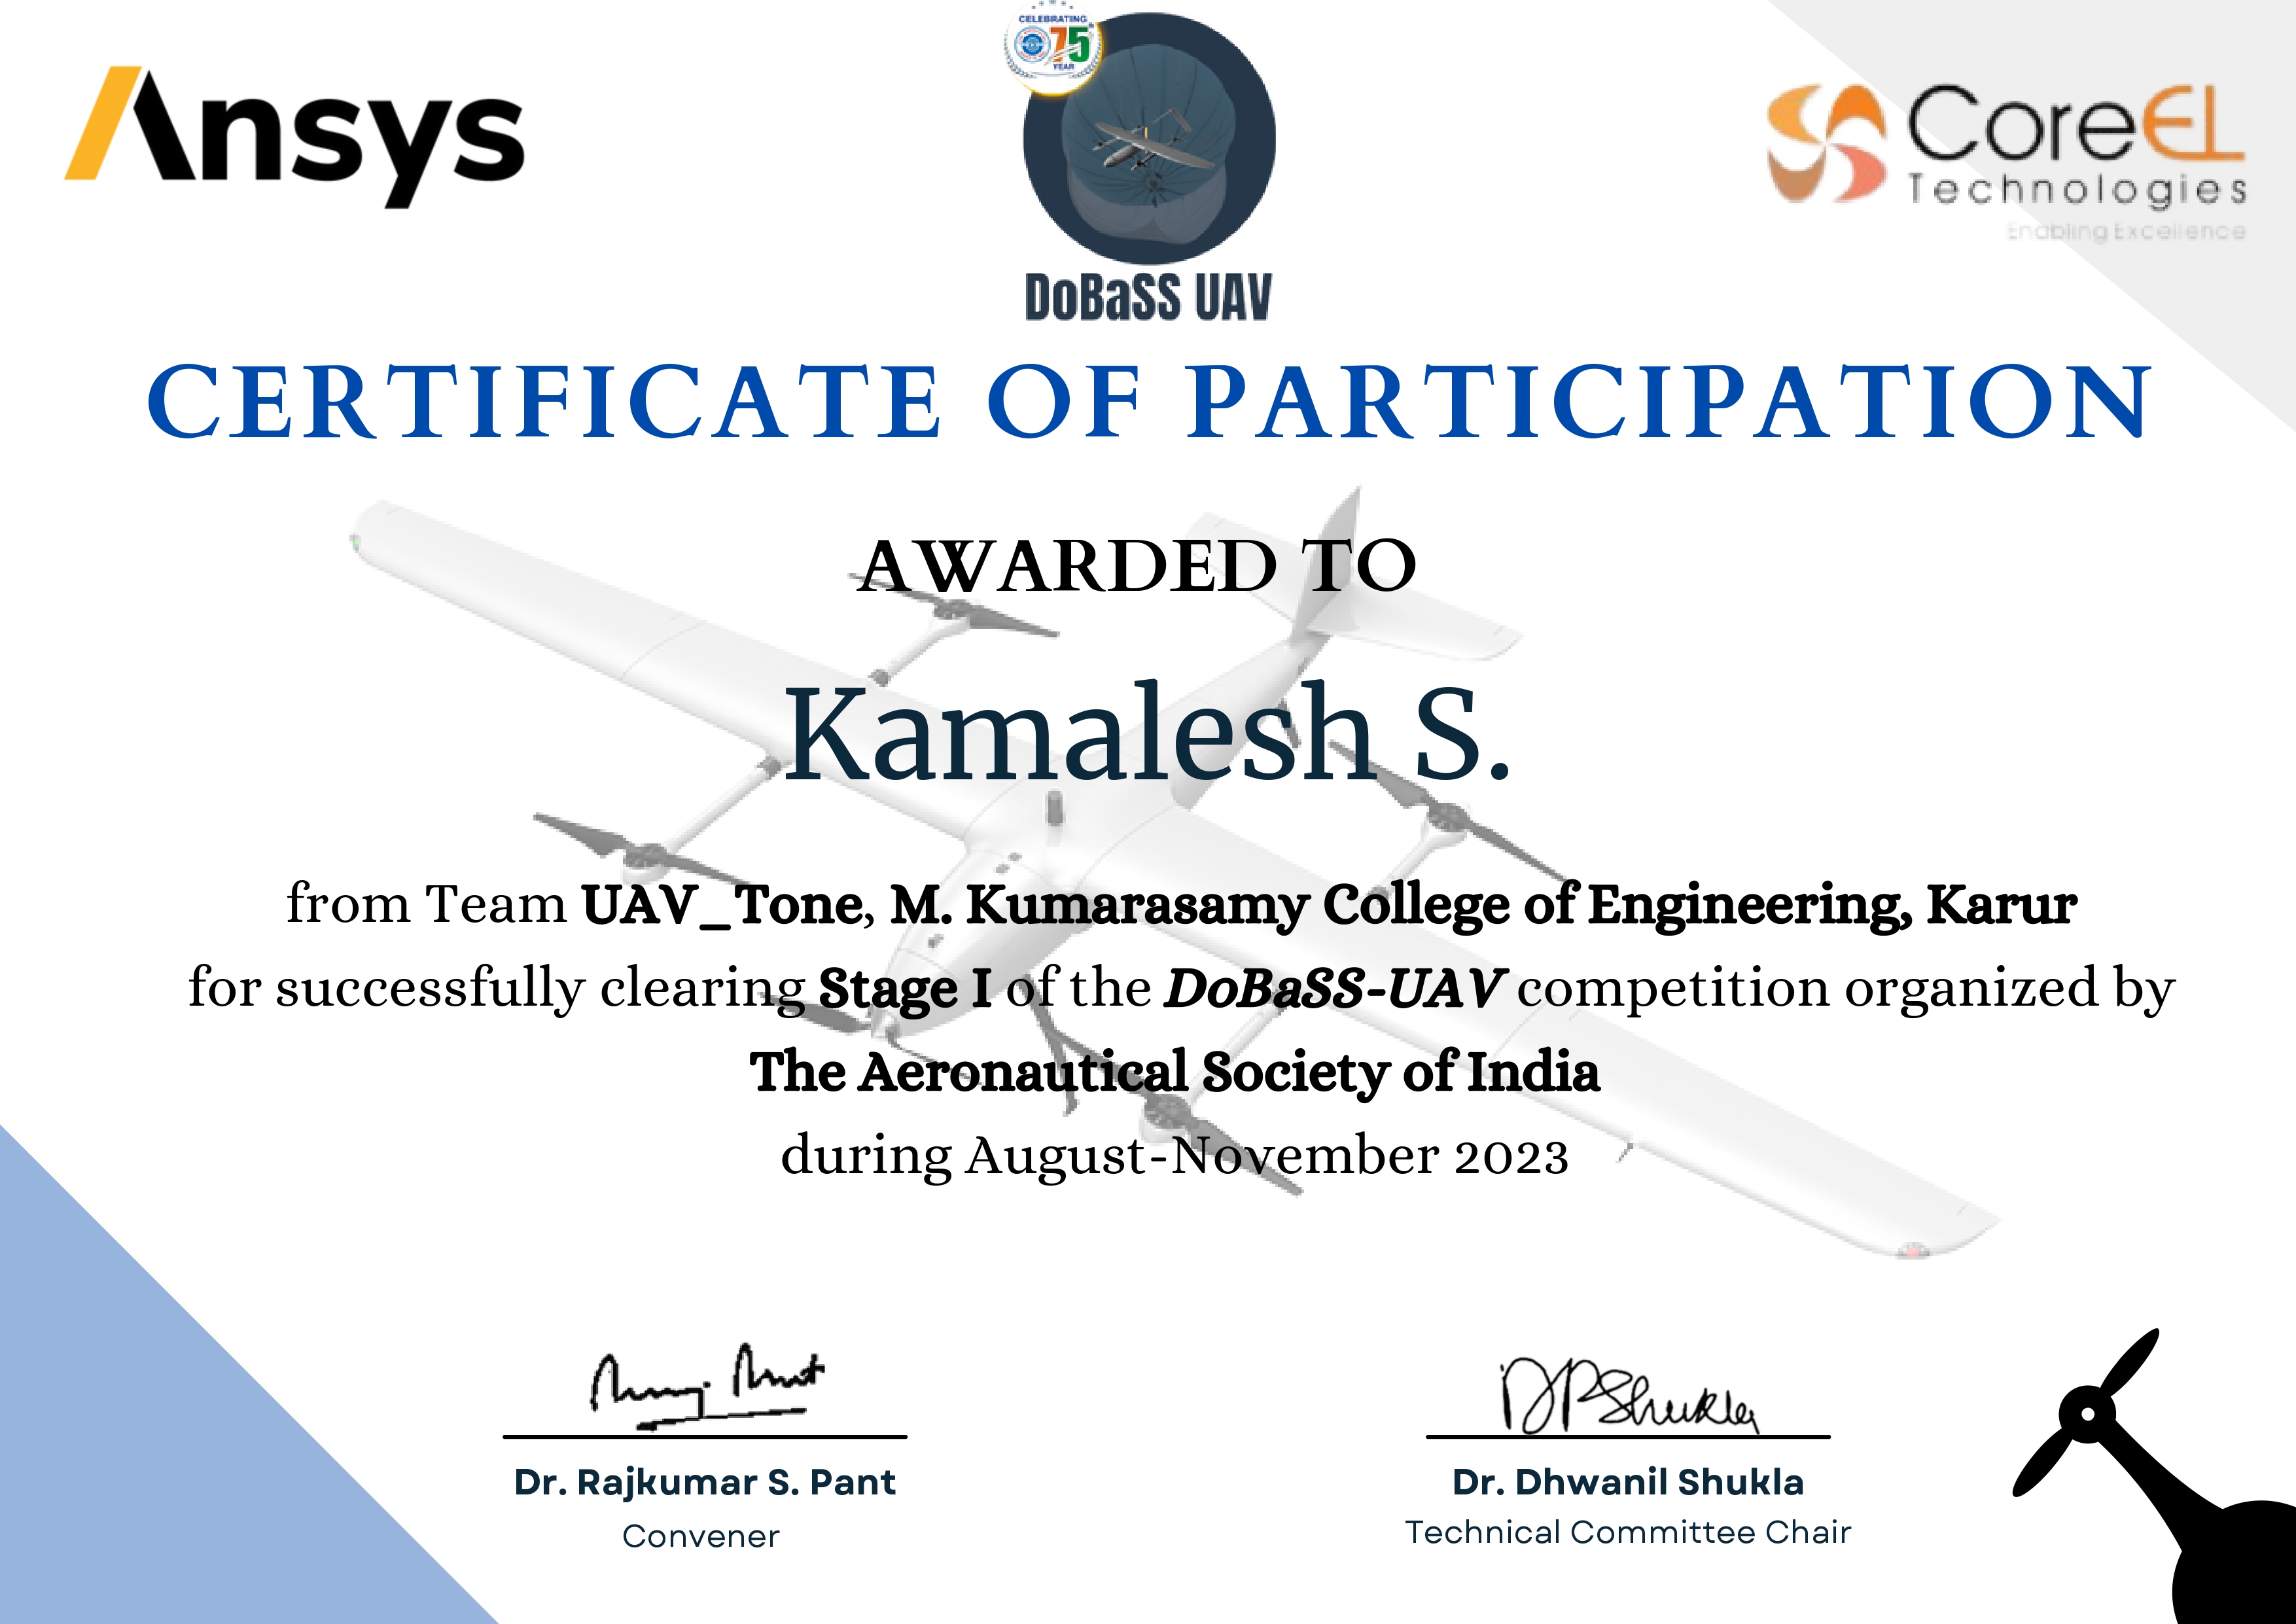 Ansys
CELEBRATING
75
YEAR
DoBaSS UAV
CoreEL
Technologies
Enabling Excellence
CERTIFICATE OF PARTICIPATION
AWARDED TO
Kamalesh S.
from Team UAV_Tone, M. Kumarasamy College of Engineering, Karur
for successfully clearing Stage I of the DoBaSS-UAV competition organized by
The Aeronautical Society of India
during August-November 2023
DPShukla
Dr. Rajkumar S. Pant
Convener
Dr. Dhwanil Shukla
Technical Committee Chair